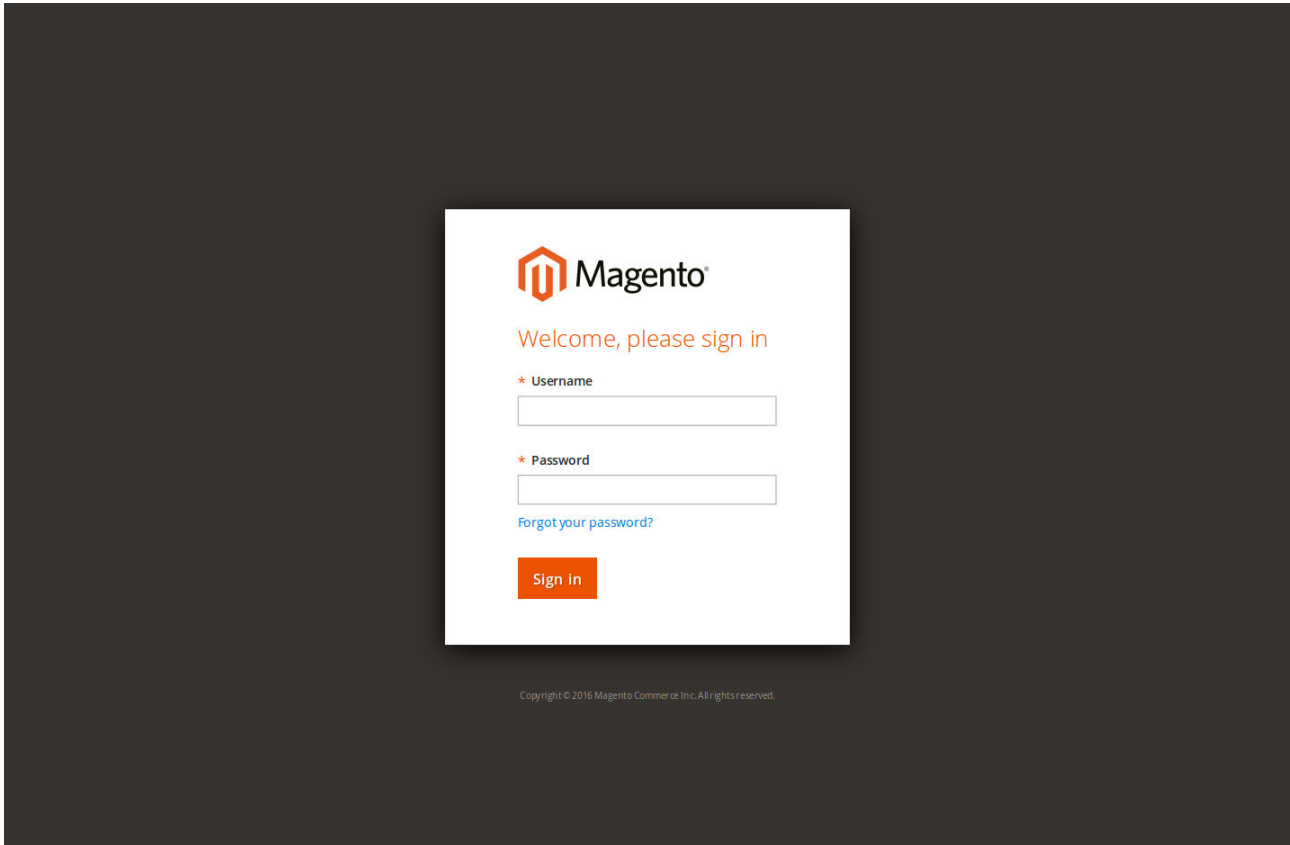 Magento®
Welcome, please sign in
* Username
* Password
Forgot your password?
Sign in
Copyright © 2016 Magento Commerce Inc. All rights reserved.